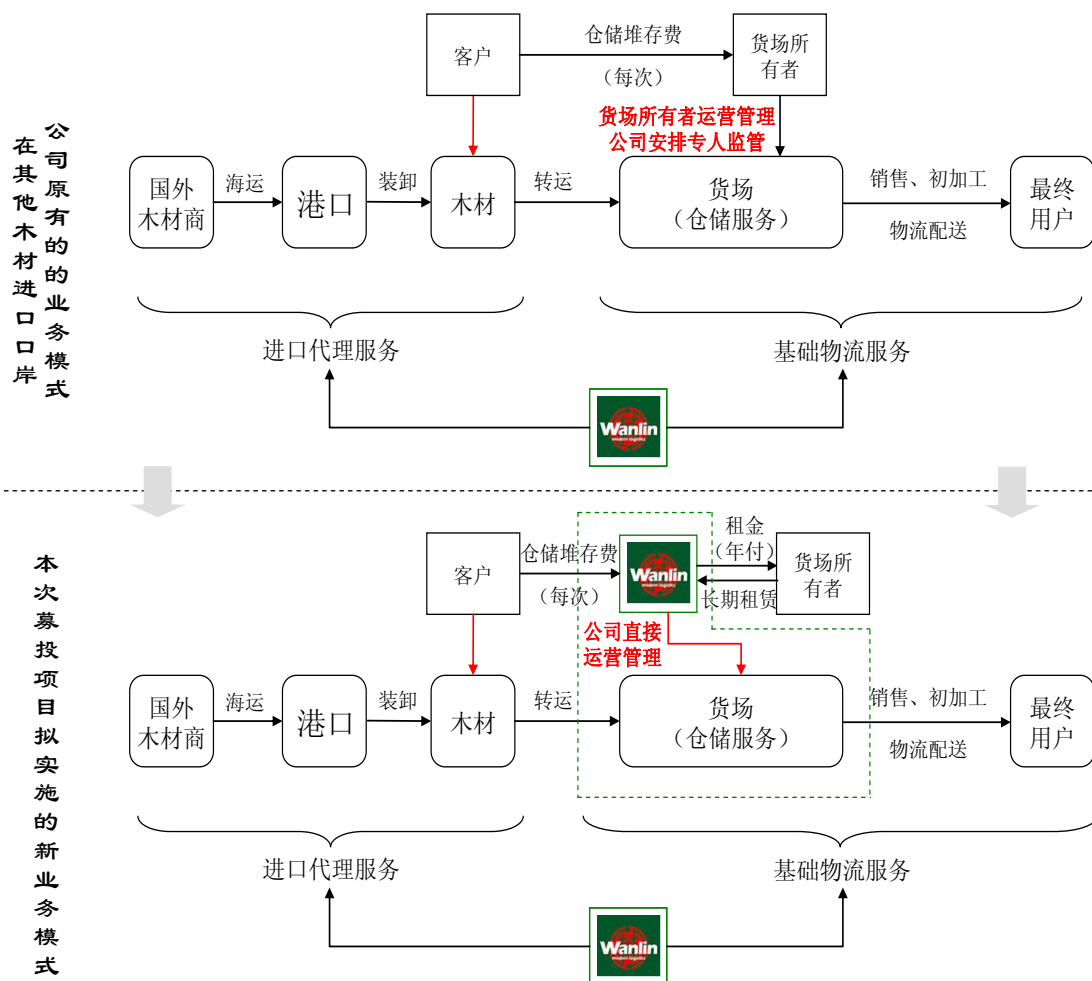 公司原有的的业务模式
在其他木材进口口岸
客户
仓储堆存费
（每次）
货场所
有者
货场所有者运营管理
公司安排专人监管
国外
木材商
海运
港口
装卸
木材
转运
货场
（仓储服务）
销售、初加工
物流配送
最终
用户
进口代理服务
基础物流服务
Wanlin
modern logistics
本次募投项目拟实施的新业务模式
客户
仓储堆存费
（每次）
Wanlin
modern logistics
租金
（年付）
长期租赁
货场所
有者
公司直接
运营管理
国外
木材商
海运
港口
装卸
木材
转运
货场
（仓储服务）
销售、初加工
物流配送
最终
用户
进口代理服务
基础物流服务
Wanlin
modern logistics